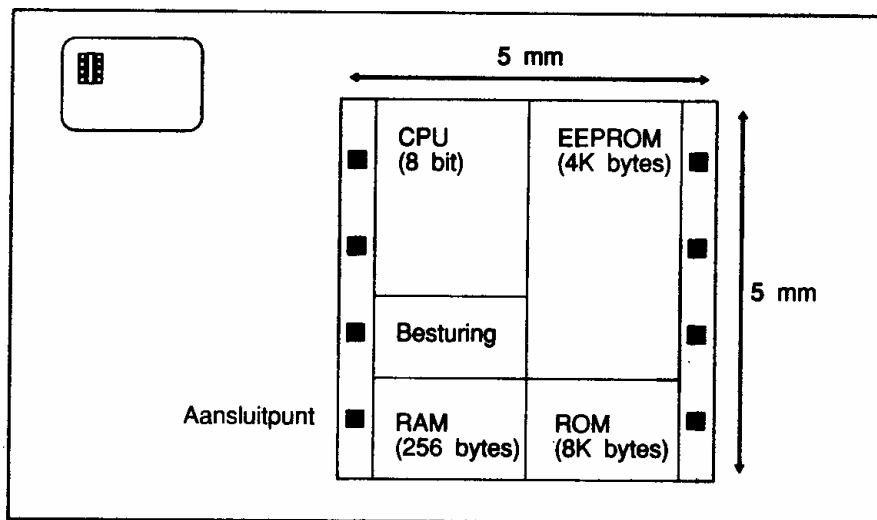 5 mm
CPU
(8 bit)
EEPROM
(4K bytes)
5 mm
Besturing
Aansluitpunt
RAM
(256 bytes)
ROM
(8K bytes)